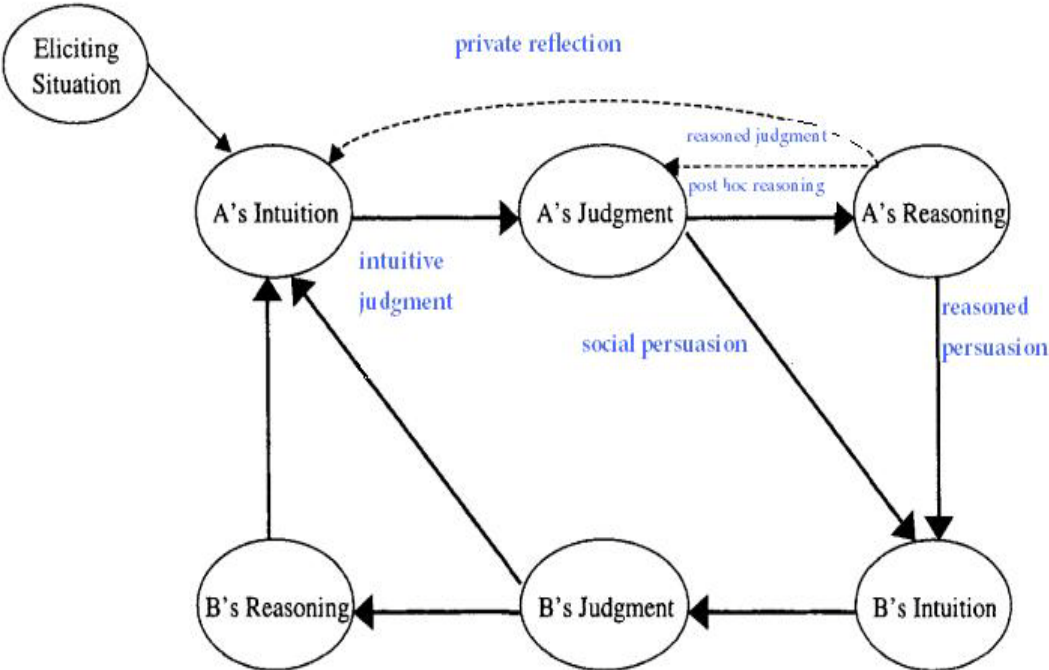 Eliciting
Situation
private reflection
reasoned judgment
A's Intuition
A's Judgment
post hoc reasoning
A's Reasoning
intuitive
judgment
social persuasion
reasoned
persuasion
B's Reasoning
B's Judgment
B's Intuition